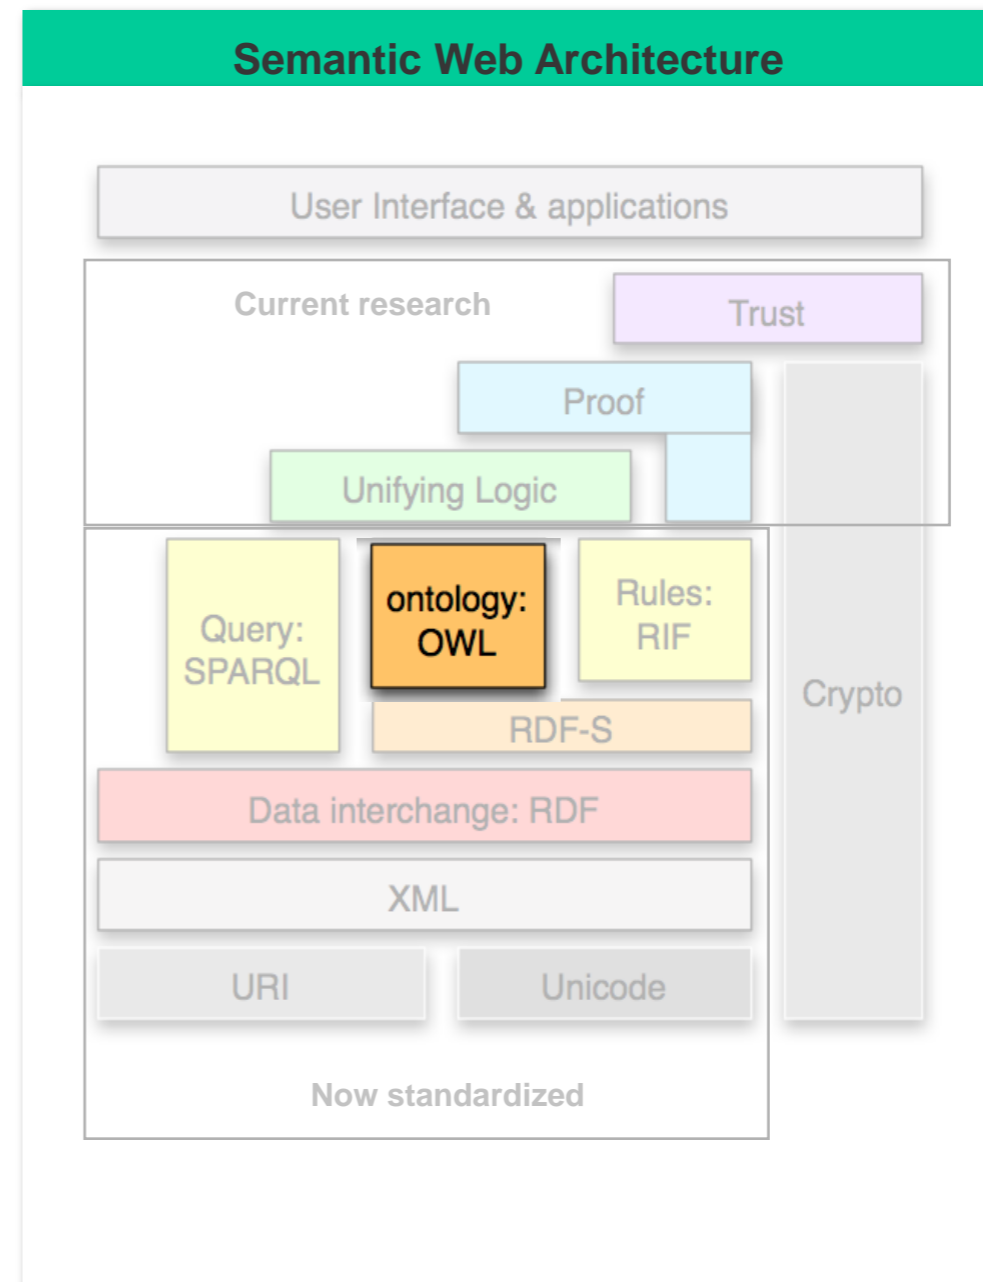 Semantic Web Architecture
User Interface & applications
Current research
Trust
Proof
Unifying Logic
Query:
SPARQL
ontology:
OWL
Rules:
RIF
Crypto
RDF-S
Data interchange: RDF
XML
URI
Unicode
Now standardized